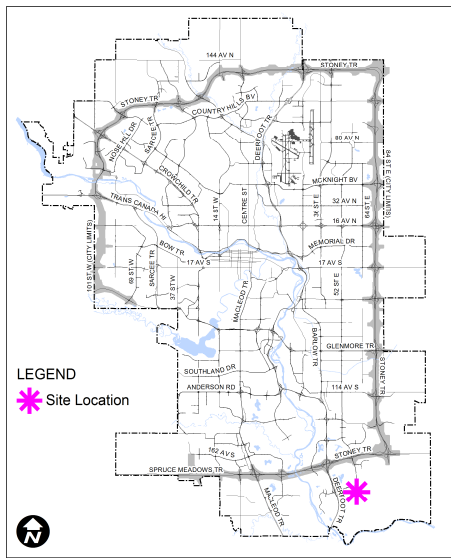 144 AV N
STONEY TR
STONEY TR
COUNTRY HILLS BV
NOSE HILL DR
SARCEE TR
DEERFOOT TR
80 AV N
84 ST E (CITY LIMITS)
CROWCHILD TR
MCKNIGHT BV
TRANS CANADA HI
14 ST W
CENTRE ST
36 ST E
32 AV N
64 ST E
16 AV N
101 ST W (CITY LIMITS)
BOW TR
MEMORIAL DR
17 AV S
17 AV S
69 ST W
SARCEE TR
37 ST W
52 ST E
MACLEOD TR
BARLOW TR
GLENMORE TR
STONEY TR
SOUTHLAND DR
LEGEND
ANDERSON RD
114 AV S
Site Location
162 AV S
STONEY TR
SPRUCE MEADOWS TR
DEERFOOT TR
MACLEOD TR
N